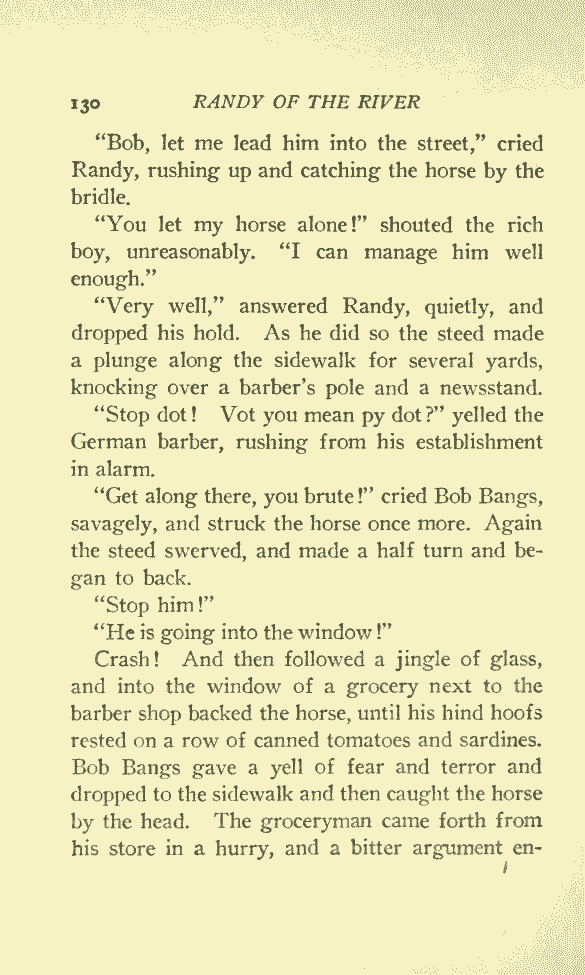 130 RANDY OF THE RIVER
“Bob, let me lead him into the street,” cried
Randy, rushing up and catching the horse by the
bridle.
“You let my horse alone!” shouted the rich
boy, unreasonably. “I can manage him well
enough.”
“Very well,” answered Randy, quietly, and
dropped his hold. As he did so the steed made
a plunge along the sidewalk for several yards,
knocking over a barber’s pole and a newsstand.
“Stop dot! Vot you mean py dot?” yelled the
German barber, rushing from his establishment
in alarm.
“Get along there, you brute!” cried Bob Bangs,
savagely, and struck the horse once more. Again
the steed swerved, and made a half turn and be-
gan to back.
“Stop him!”
“He is going into the window!”
Crash! And then followed a jingle of glass,
and into the window of a grocery next to the
barber shop backed the horse, until his hind hoofs
rested on a row of canned tomatoes and sardines.
Bob Bangs gave a yell of fear and terror and
dropped to the sidewalk and then caught the horse
by the head. The groceryman came forth from
his store in a hurry, and a bitter argument en-